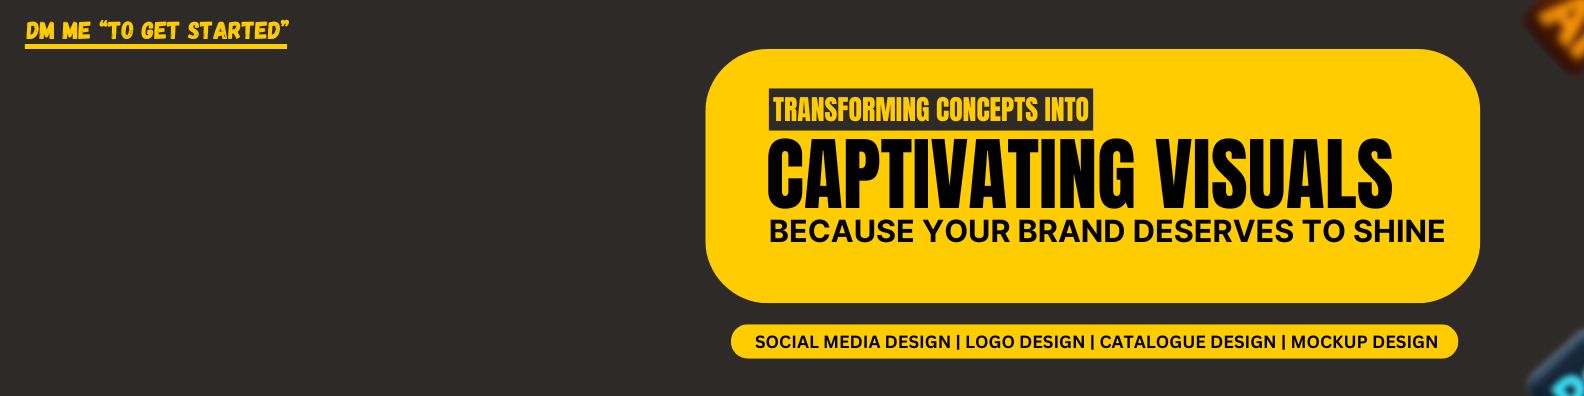 DM ME “TO GET STARTED”
TRANSFORMING CONCEPTS INTO
CAPTIVATING VISUALS
BECAUSE YOUR BRAND DESERVES TO SHINE
SOCIAL MEDIA DESIGN | LOGO DESIGN | CATALOGUE DESIGN | MOCKUP DESIGN